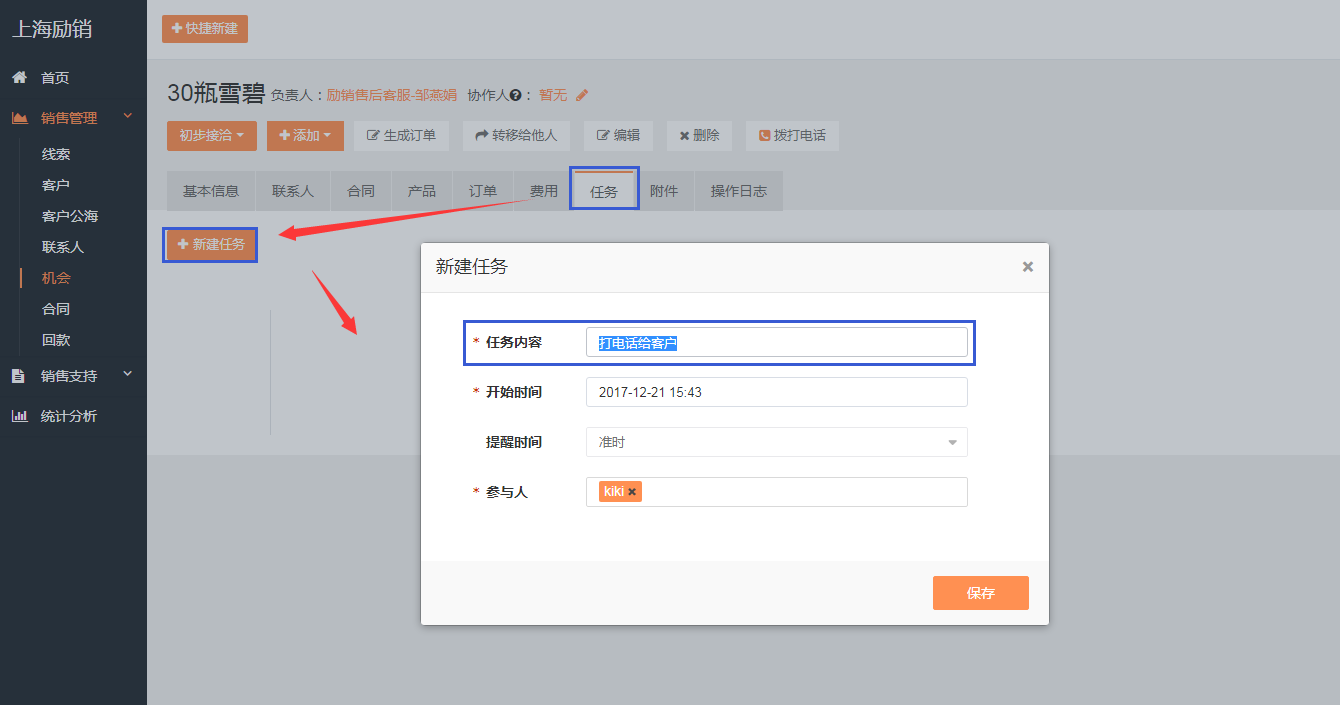 上海励销
首页
销售管理
线索
客户
客户公海
联系人
机会
合同
回款
销售支持
统计分析
快捷新建
30瓶雪碧 负责人：励销售后客服-邹燕娟 协作人 ： 暂无
初步接洽 添加 生成订单 转移给他人 编辑 删除 拨打电话
基本信息 联系人 合同 产品 订单 费用 任务 附件 操作日志
新建任务
新建任务
* 任务内容 打电话给客户
* 开始时间 2017-12-21 15:43
提醒时间 准时
* 参与人 kiki
保存